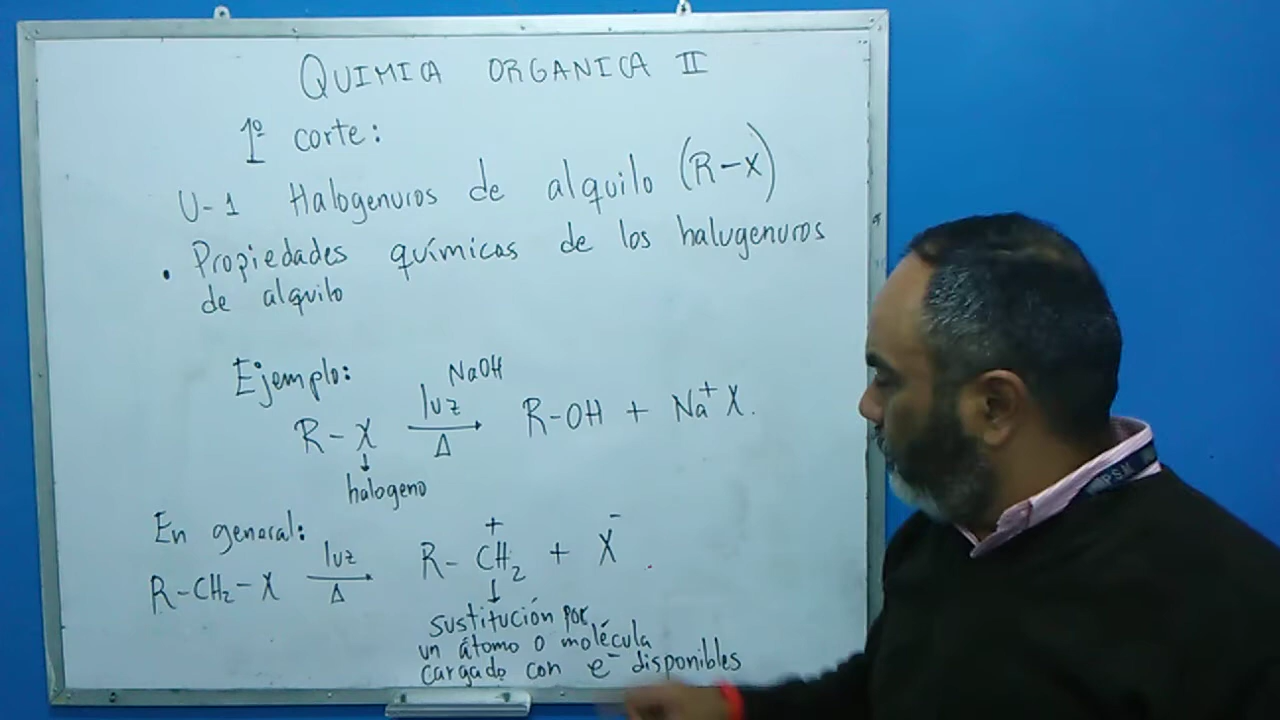 QUIMICA ORGANICA II
1º corte:
U-1 Halogenuros de alquilo (R-X)
• Propiedades químicas de los halugenuros
de alquilo
Ejemplo:
NaOH
luz
R-X → R-OH + Na⁺X.
Δ
↓
halogeno
En general:
luz
R-CH₂-X → R-CH₂⁺ + X⁻.
Δ
↓
sustitución por
un átomo o molécula
cargado con e⁻ disponibles
P.S.M